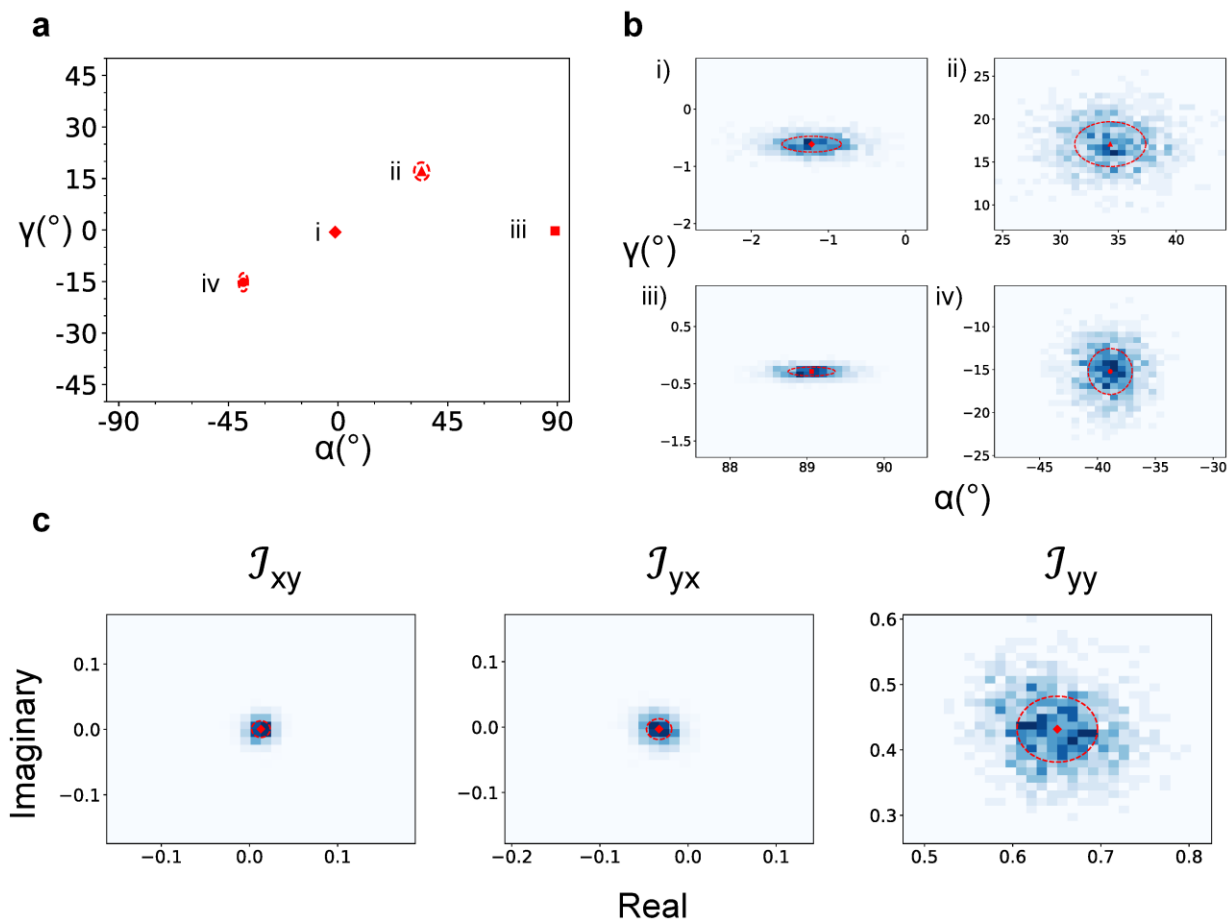 a
45
30
15
γ(°) 0
-15
-30
-45
-90 -45 0 45 90
α(°)
i
ii
iii
iv
b
i)
0
−1
−2
−2 −1 0
ii)
25
20
15
10
25 30 35 40
γ(°)
iii)
0.5
−0.5
−1.5
88 89 90
iv)
−10
−15
−20
−25
−45 −40 −35 −30
α(°)
c
𝒥xy
0.1
0.0
−0.1
−0.1 0.0 0.1
𝒥yx
0.1
0.0
−0.1
−0.2 −0.1 0.0 0.1
𝒥yy
0.6
0.5
0.4
0.3
0.5 0.6 0.7 0.8
Imaginary
Real